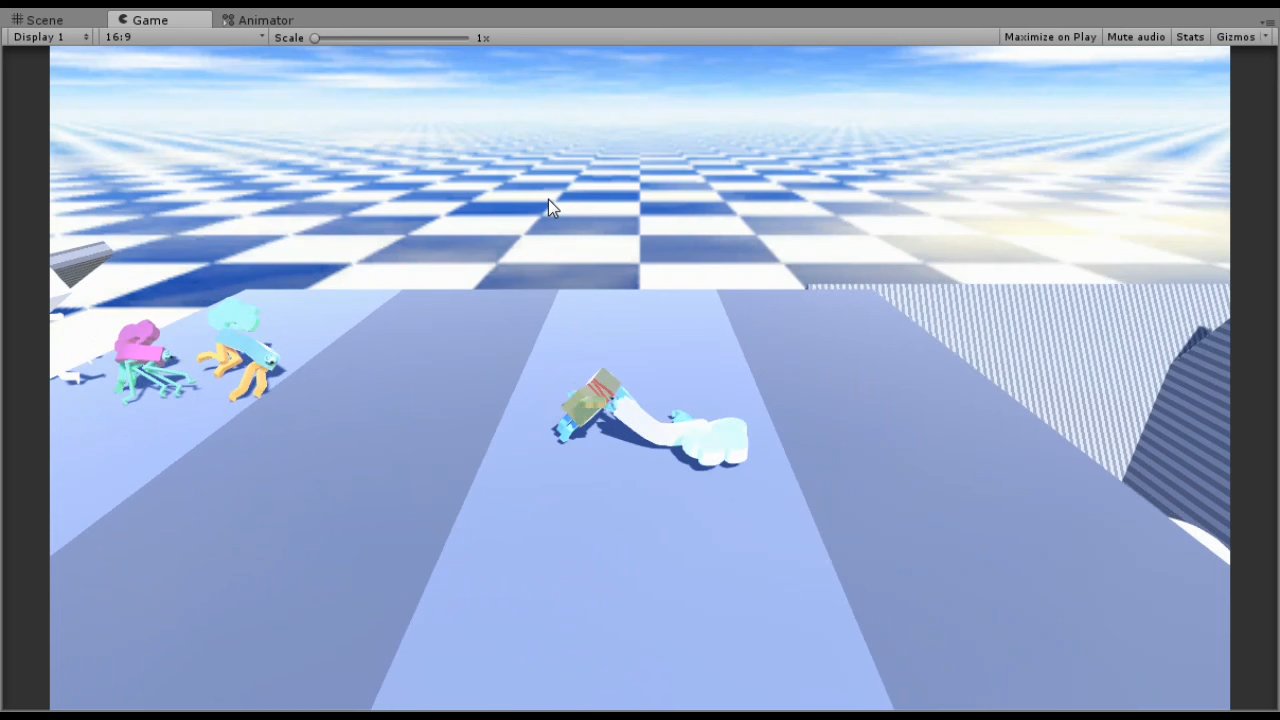 Scene Game Animator
Display 1 16:9 Scale 1x Maximize on Play Mute audio Stats Gizmos